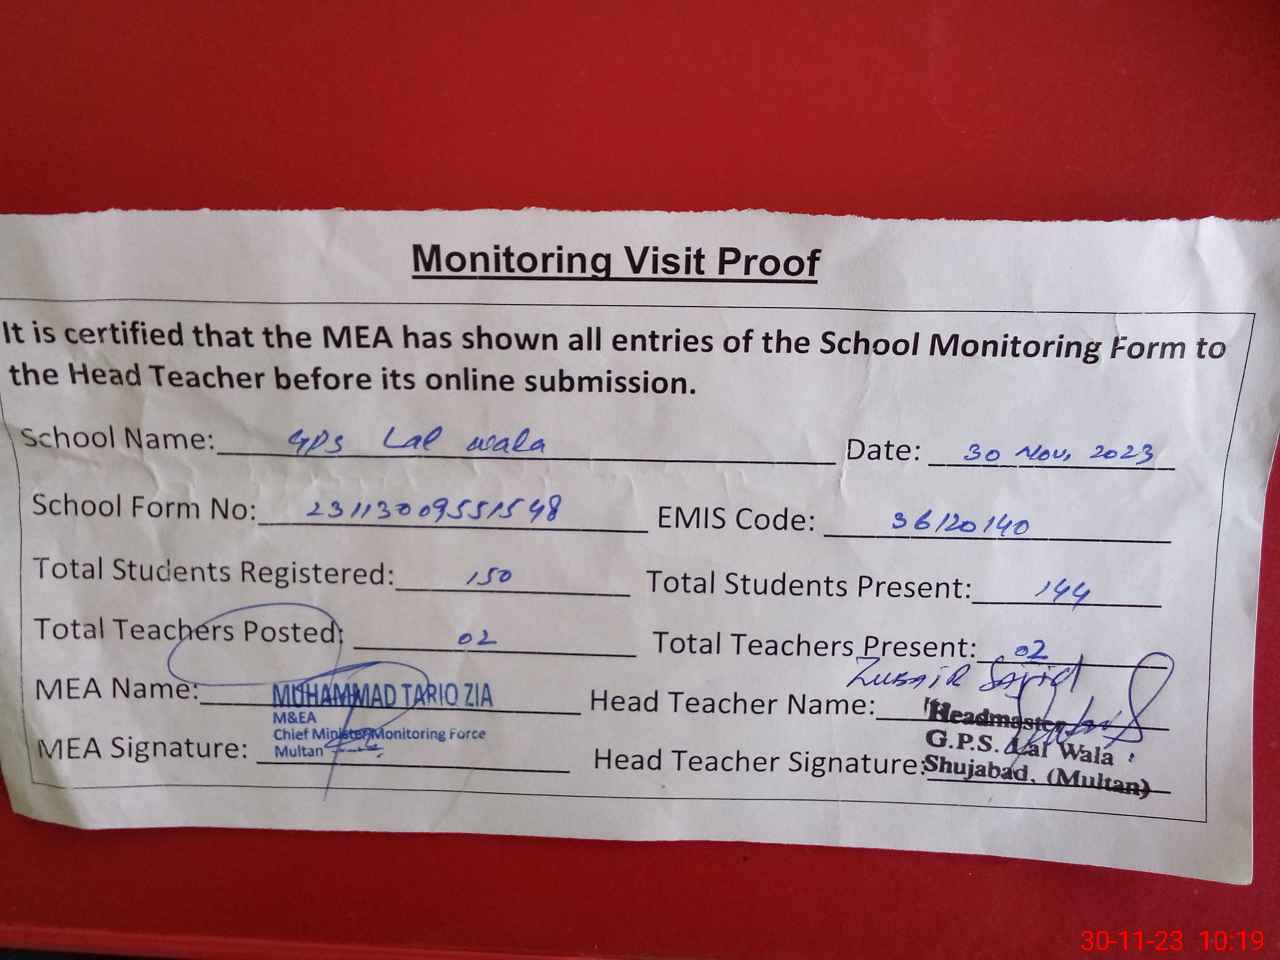 Monitoring Visit Proof
It is certified that the MEA has shown all entries of the School Monitoring Form to
the Head Teacher before its online submission.
School Name: GPS Lal wala Date: 30 Nov, 2023
School Form No: 23113009551548 EMIS Code: 36120140
Total Students Registered: 150 Total Students Present: 144
Total Teachers Posted: 02 Total Teachers Present: 02
MEA Name: MUHAMMAD TARIQ ZIA Head Teacher Name: Zubair Sajid
M&EA
Chief Minister Monitoring Force
Multan
MEA Signature: Head Teacher Signature:
Headmaster
G.P.S. Lal Wala
Shujabad, (Multan)
30-11-23 10:19